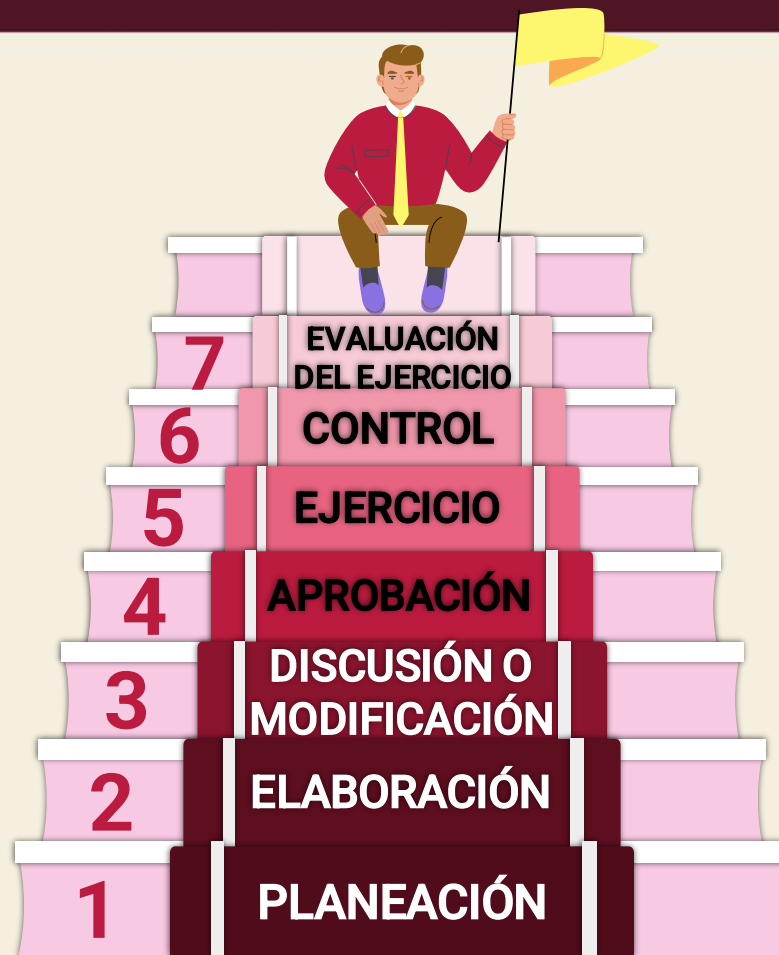 7
EVALUACIÓN
DEL EJERCICIO
6
CONTROL
5
EJERCICIO
4
APROBACIÓN
3
DISCUSIÓN O
MODIFICACIÓN
2
ELABORACIÓN
1
PLANEACIÓN